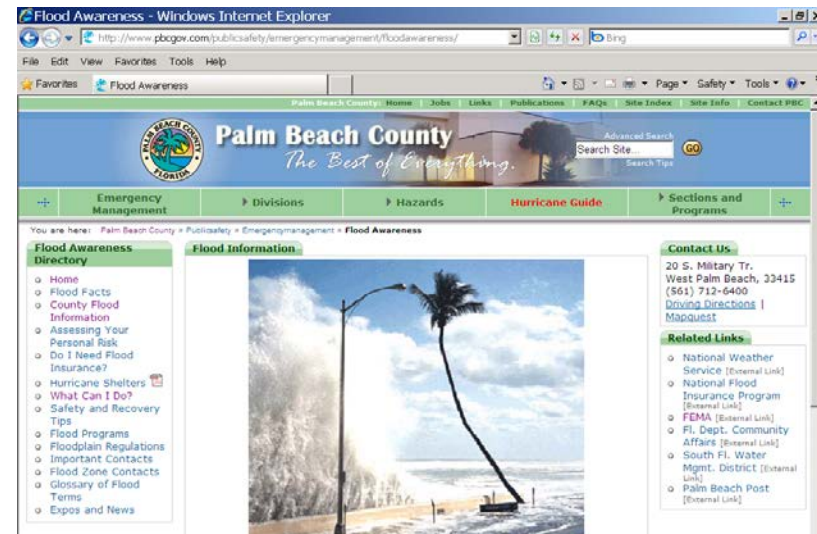 Flood Awareness - Windows Internet Explorer
http://www.pbcgov.com/publicsafety/emergencymanagement/floodawareness/
Bing
File Edit View Favorites Tools Help
Favorites Flood Awareness
Page Safety Tools
Palm Beach County: Home | Jobs | Links | Publications | FAQs | Site Index | Site Info | Contact PBC
PALM BEACH COUNTY
FLORIDA
Palm Beach County
The Best of Everything.
Advanced Search
Search Site...
GO
Search Tips
Emergency
Management
Divisions
Hazards
Hurricane Guide
Sections and
Programs
You are here: Palm Beach County » Publicsafety » Emergencymanagement » Flood Awareness
Flood Awareness
Directory
Home
Flood Facts
County Flood
Information
Assessing Your
Personal Risk
Do I Need Flood
Insurance?
Hurricane Shelters
What Can I Do?
Safety and Recovery
Tips
Flood Programs
Floodplain Regulations
Important Contacts
Flood Zone Contacts
Glossary of Flood
Terms
Expos and News
Flood Information
Contact Us
20 S. Military Tr.
West Palm Beach, 33415
(561) 712-6400
Driving Directions |
Mapquest
Related Links
National Weather
Service [External Link]
National Flood
Insurance Program
[External Link]
FEMA [External Link]
Fl. Dept. Community
Affairs [External Link]
South Fl. Water
Mgmt. District [External
Link]
Palm Beach Post
[External Link]